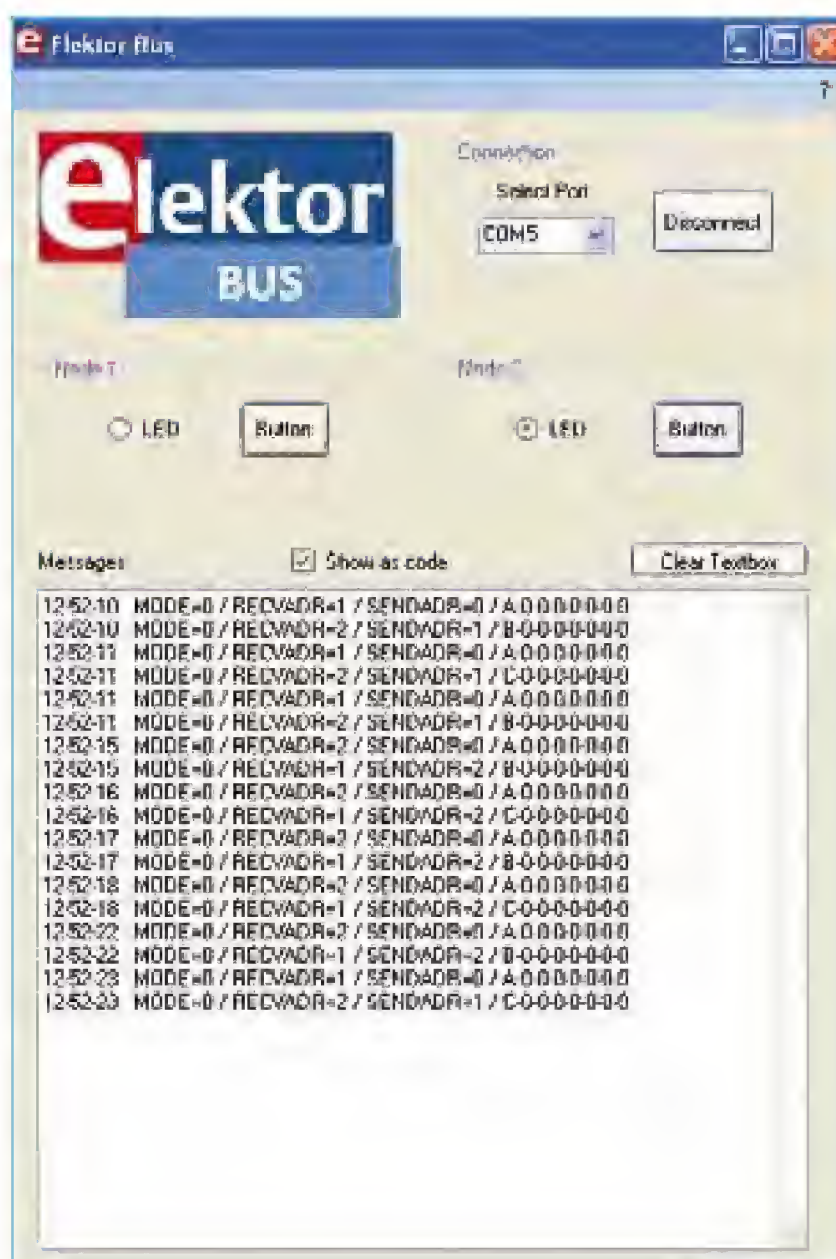 e Elektor Bus
?
elektor
BUS
Connection
Select Port
COM5
Disconnect
Node 1
Node 2
LED
Button
LED
Button
Messages
Show as code
Clear Textbox
12-52-10 MODE=0 / RECVADR=1 / SENDADR=0 / A-0-0-0-0-0-0-0
12-52-10 MODE=0 / RECVADR=2 / SENDADR=1 / B-0-0-0-0-0-0-0
12-52-11 MODE=0 / RECVADR=1 / SENDADR=0 / A-0-0-0-0-0-0-0
12-52-11 MODE=0 / RECVADR=2 / SENDADR=1 / C-0-0-0-0-0-0-0
12-52-11 MODE=0 / RECVADR=1 / SENDADR=0 / A-0-0-0-0-0-0-0
12-52-11 MODE=0 / RECVADR=2 / SENDADR=1 / B-0-0-0-0-0-0-0
12-52-15 MODE=0 / RECVADR=2 / SENDADR=0 / A-0-0-0-0-0-0-0
12-52-15 MODE=0 / RECVADR=1 / SENDADR=2 / B-0-0-0-0-0-0-0
12-52-16 MODE=0 / RECVADR=2 / SENDADR=0 / A-0-0-0-0-0-0-0
12-52-16 MODE=0 / RECVADR=1 / SENDADR=2 / C-0-0-0-0-0-0-0
12-52-17 MODE=0 / RECVADR=2 / SENDADR=0 / A-0-0-0-0-0-0-0
12-52-17 MODE=0 / RECVADR=1 / SENDADR=2 / B-0-0-0-0-0-0-0
12-52-18 MODE=0 / RECVADR=2 / SENDADR=0 / A-0-0-0-0-0-0-0
12-52-18 MODE=0 / RECVADR=1 / SENDADR=2 / C-0-0-0-0-0-0-0
12-52-22 MODE=0 / RECVADR=2 / SENDADR=0 / A-0-0-0-0-0-0-0
12-52-22 MODE=0 / RECVADR=1 / SENDADR=2 / B-0-0-0-0-0-0-0
12-52-23 MODE=0 / RECVADR=1 / SENDADR=0 / A-0-0-0-0-0-0-0
12-52-23 MODE=0 / RECVADR=2 / SENDADR=1 / C-0-0-0-0-0-0-0